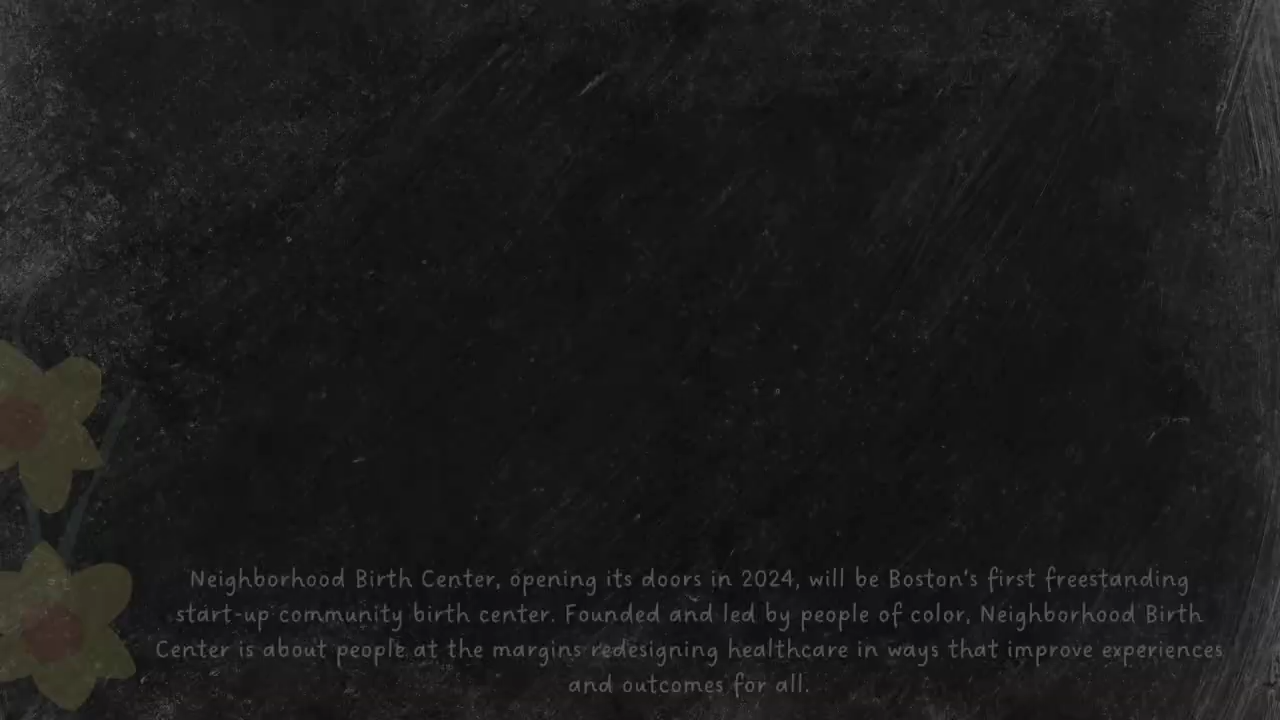 Neighborhood Birth Center, opening its doors in 2024, will be Boston's first freestanding
start-up community birth center. Founded and led by people of color, Neighborhood Birth
Center is about people at the margins redesigning healthcare in ways that improve experiences
and outcomes for all.